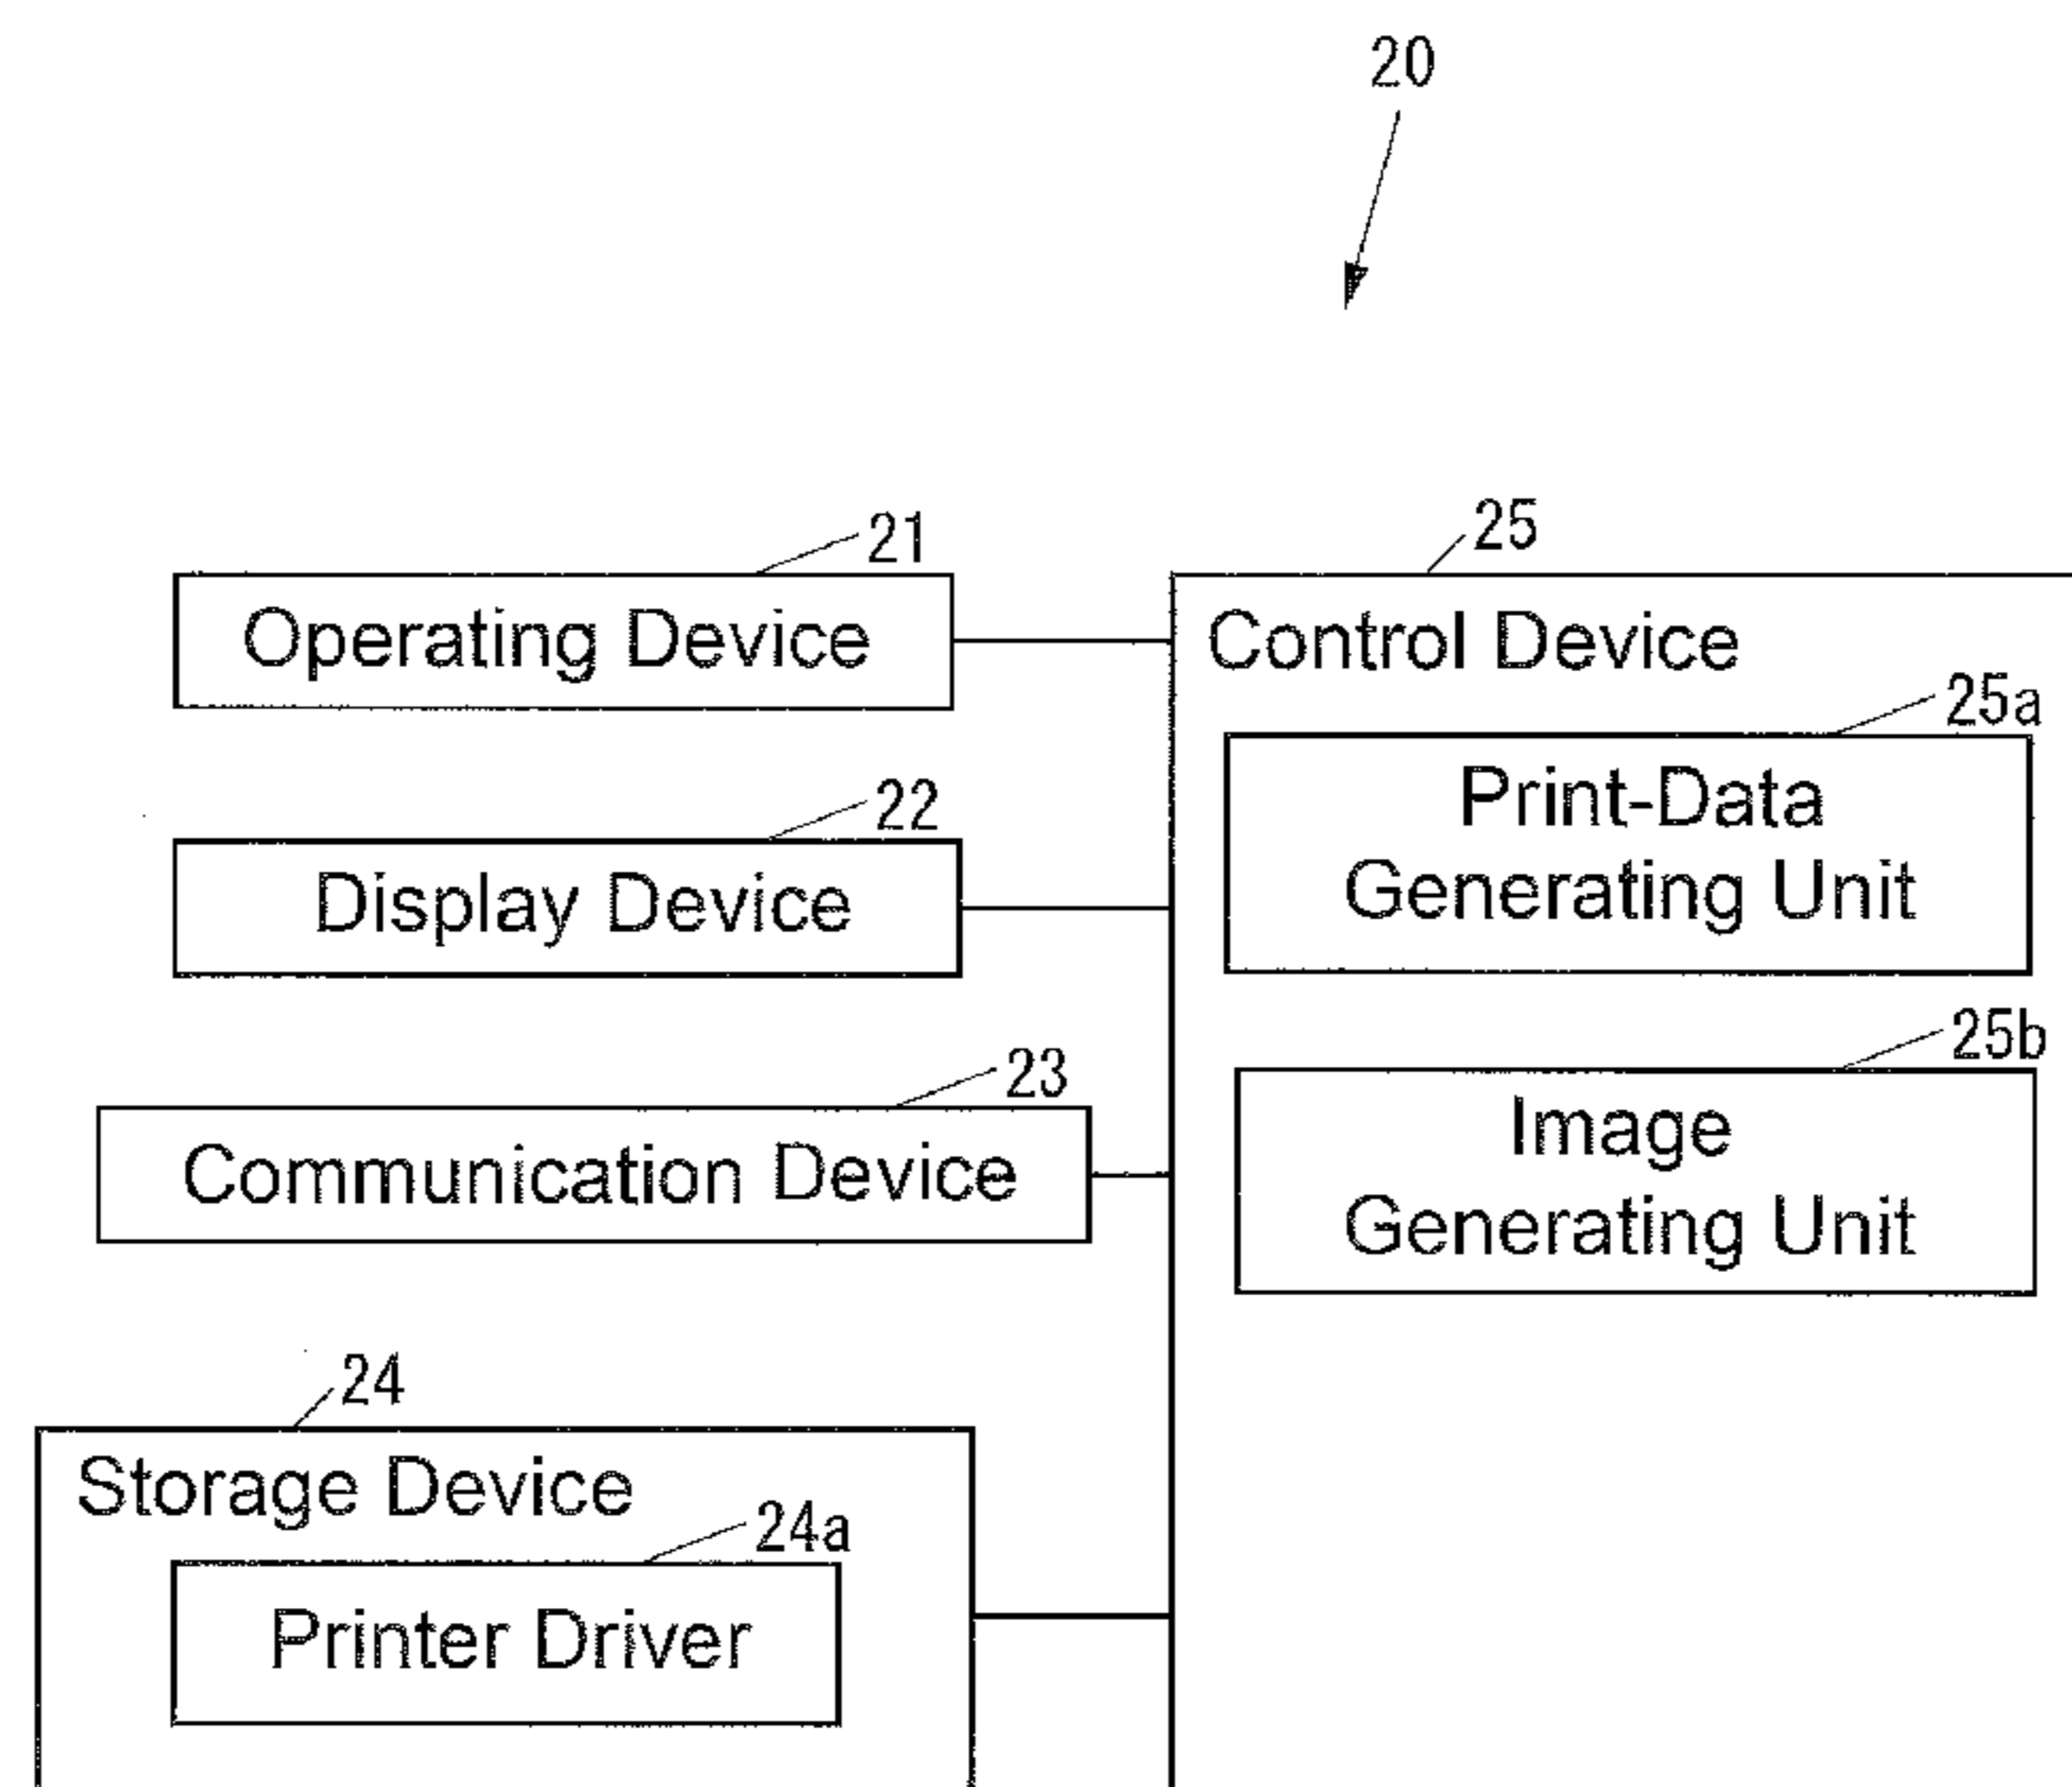 20
21
Operating Device
22
Display Device
23
Communication Device
24
Storage Device
24a
Printer Driver
25
Control Device
25a
Print-Data
Generating Unit
25b
Image
Generating Unit